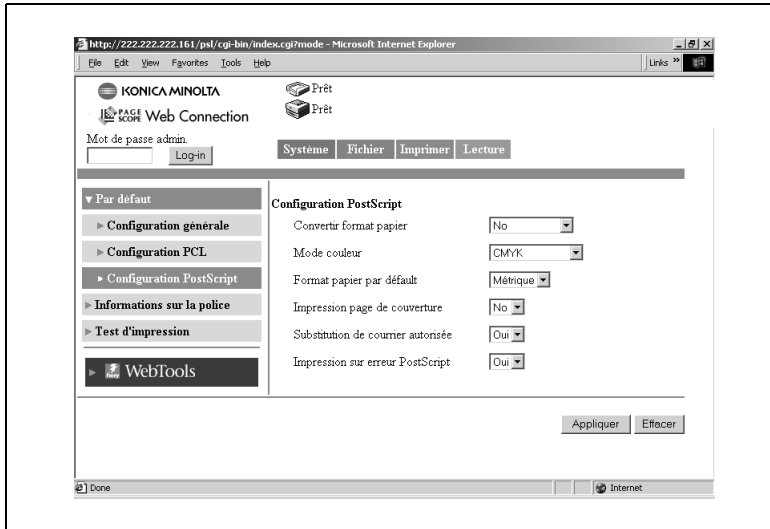 http://222.222.222.161/psl/cgi-bin/index.cgi?mode - Microsoft Internet Explorer
File Edit View Favorites Tools Help Links »
KONICA MINOLTA Prêt
PAGE SCOPE Web Connection Prêt
Mot de passe admin.
Log-in
Système Fichier Imprimer Lecture
Par défaut
Configuration générale
Configuration PCL
Configuration PostScript
Informations sur la police
Test d'impression
WebTools
Configuration PostScript
Convertir format papier No
Mode couleur CMYK
Format papier par défault Métrique
Impression page de couverture No
Substitution de courrier autorisée Oui
Impression sur erreur PostScript Oui
Appliquer Effacer
Done Internet